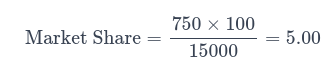 Market Share = 750 × 100 / 15000 = 5.00